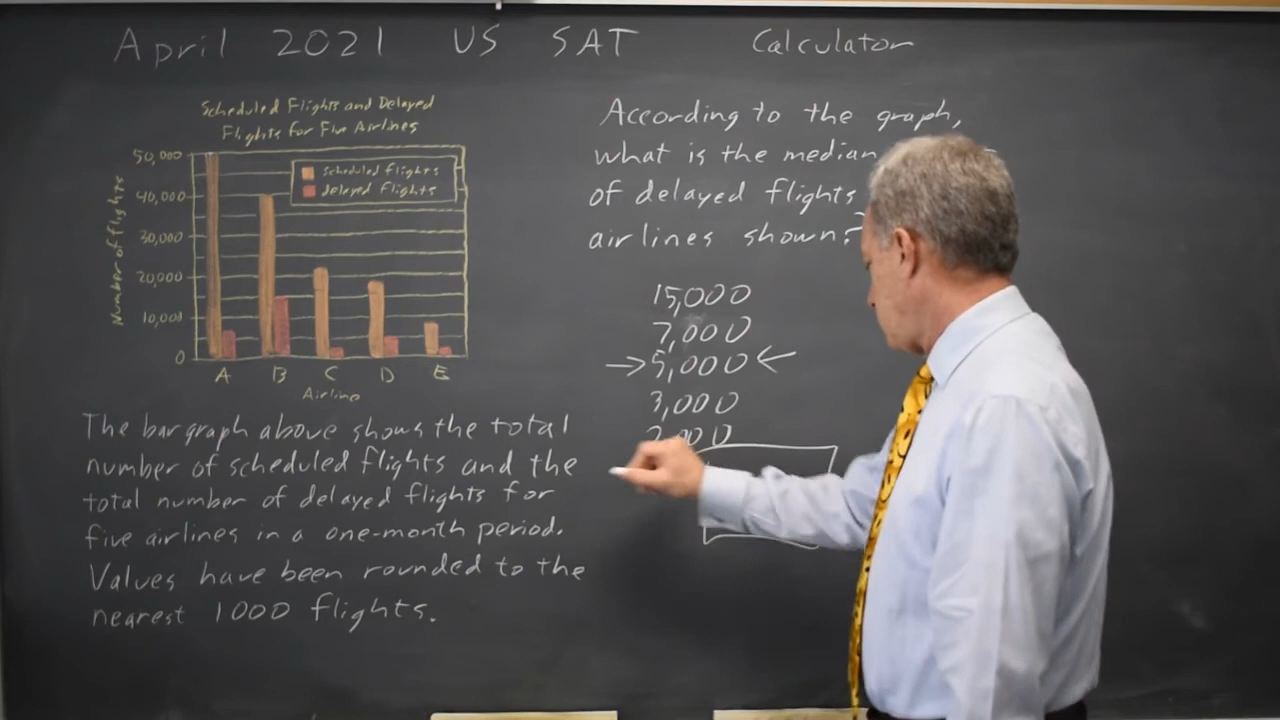 April 2021 US SAT Calculator
Scheduled Flights and Delayed
Flights for Five Airlines
Number of flights
50,000
40,000
30,000
20,000
10,000
0
scheduled flights
delayed flights
A B C D E
Airline
The bar graph above shows the total
number of scheduled flights and the
total number of delayed flights for
five airlines in a one-month period.
Values have been rounded to the
nearest 1000 flights.
According to the graph,
what is the median
of delayed flights
airlines shown?
15,000
7,000
→5,000←
3,000
2,000